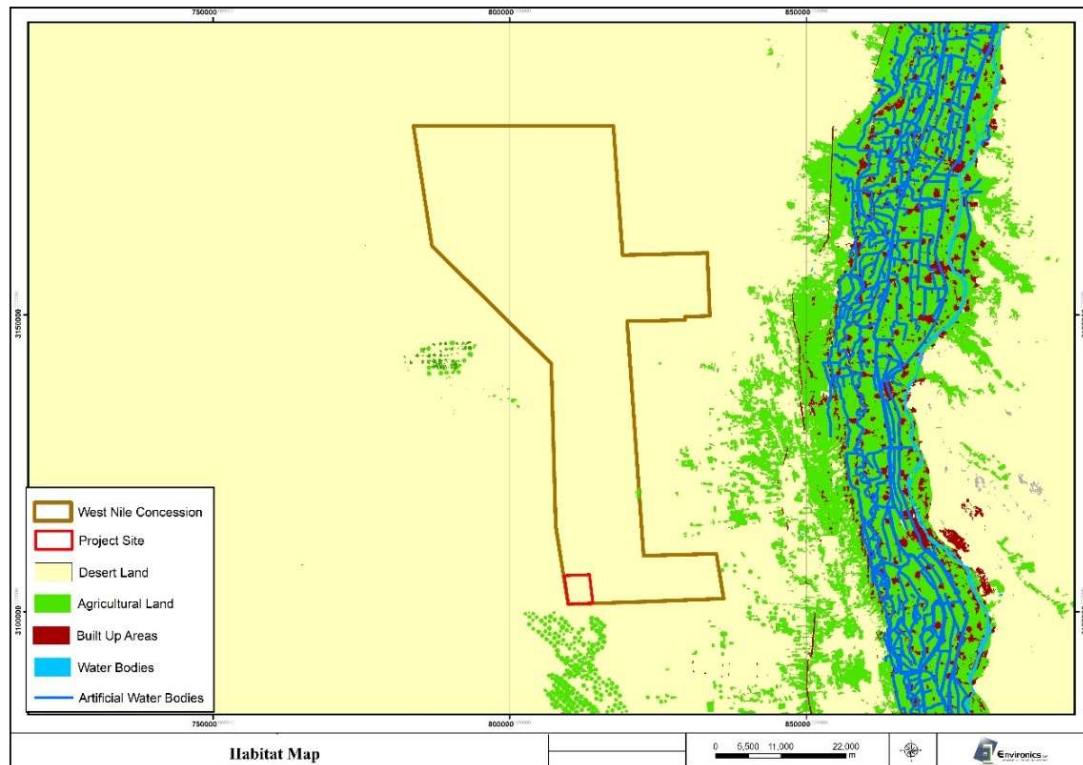 750000 800000 850000
3150000
3100000
West Nile Concession
Project Site
Desert Land
Agricultural Land
Built Up Areas
Water Bodies
Artificial Water Bodies
750000 800000 850000
Habitat Map
0 5,500 11,000 22,000
m
Environics